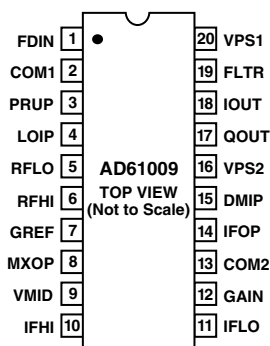 FDIN 1 20 VPS1
COM1 2 19 FLTR
PRUP 3 18 IOUT
LOIP 4 17 QOUT
RFLO 5 AD61009 16 VPS2
RFHI 6 TOP VIEW 15 DMIP
(Not to Scale)
GREF 7 14 IFOP
MXOP 8 13 COM2
VMID 9 12 GAIN
IFHI 10 11 IFLO